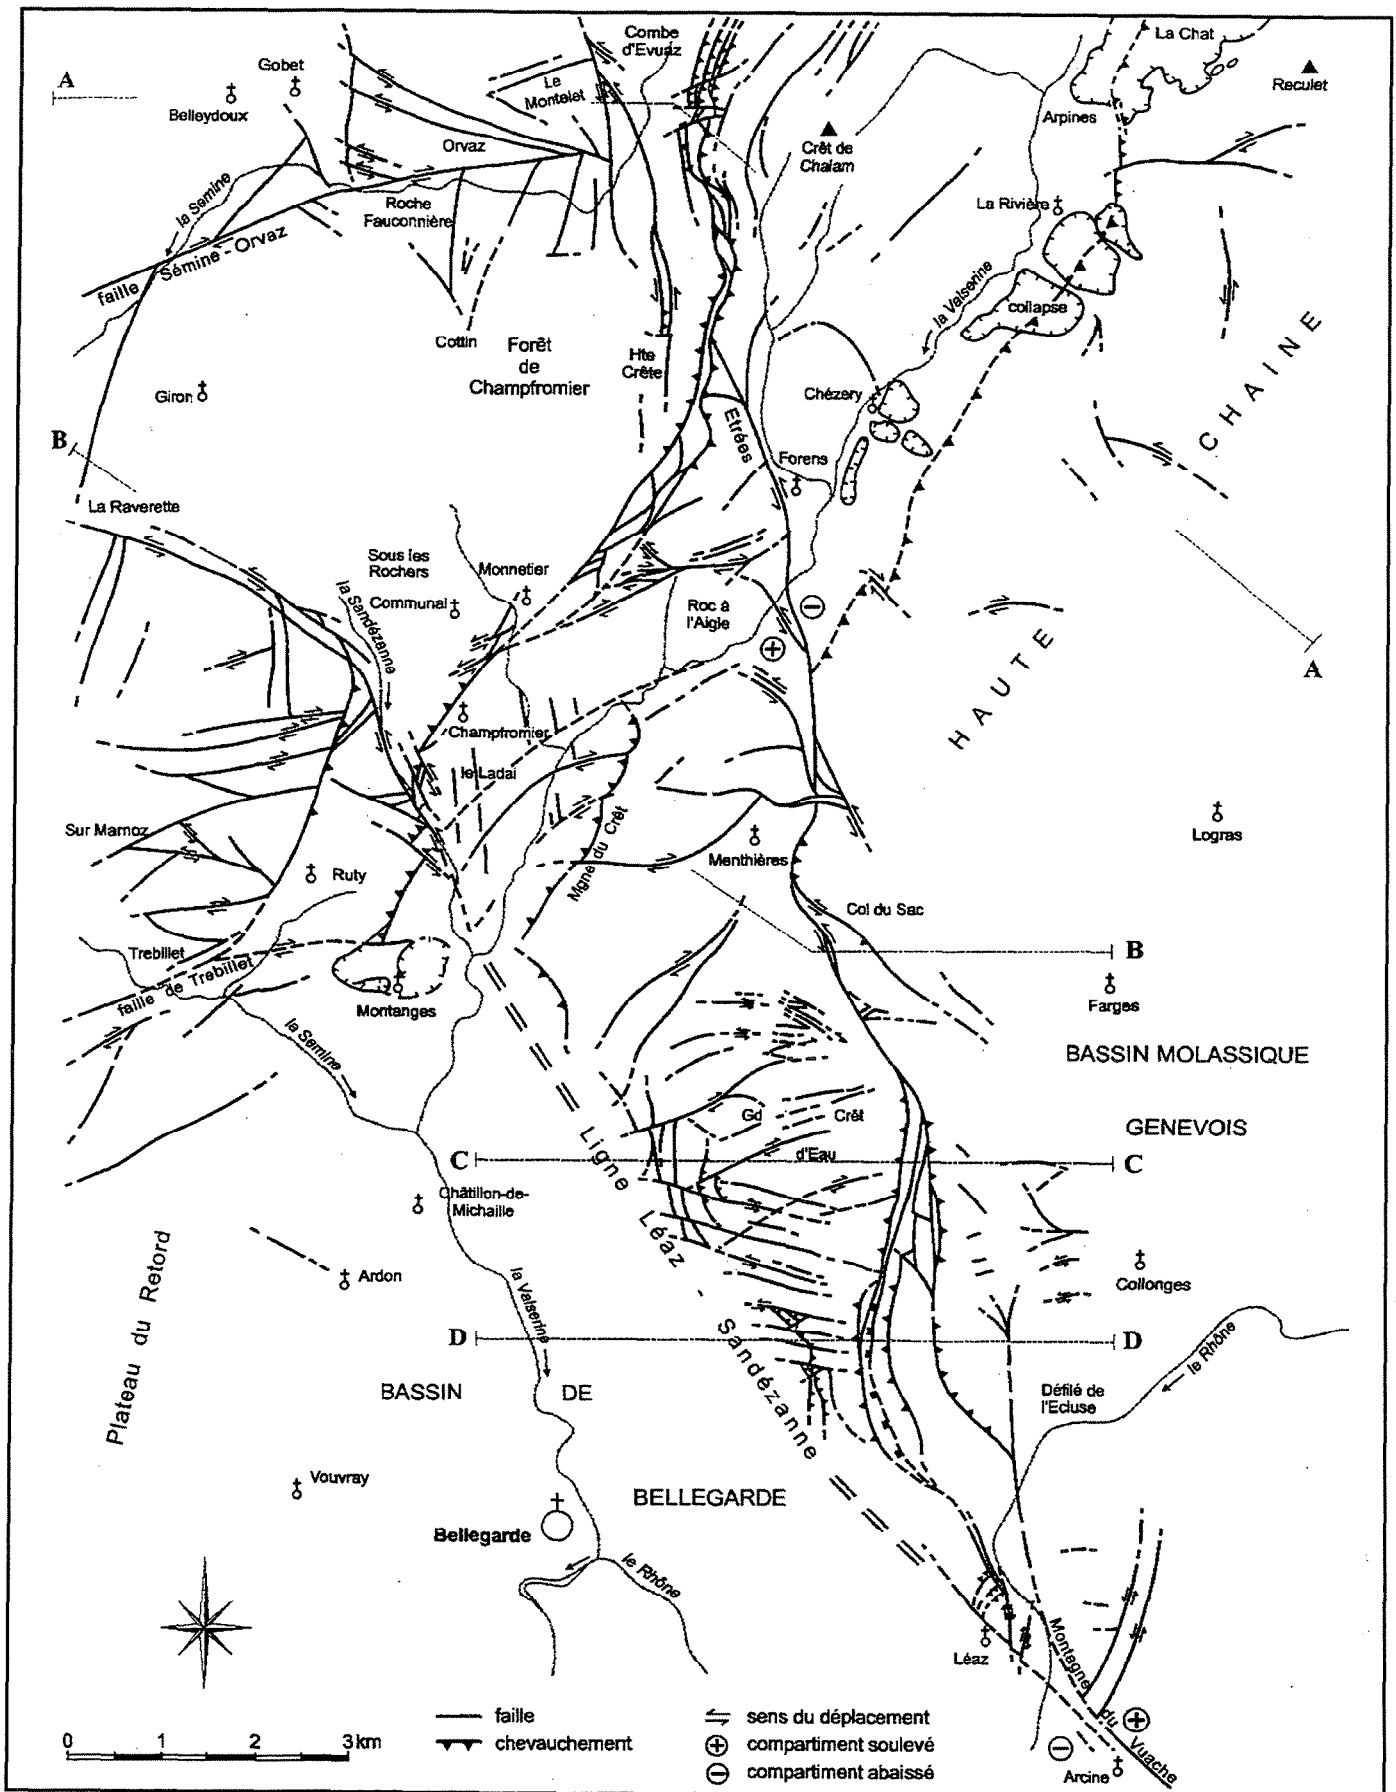 Combe
d'Evuaz
La Chat
A
Gobet
Reculet
Belleydoux
Le
Montelet
Arpines
Orvaz
Crêt de
Chalam
la Semine
Roche
Fauconnière
La Rivière
faille Sémine-Orvaz
la Valserine
collapse
Cottin
Forêt
de
Champfromier
Hte
Crête
CHAINE
Giron
Chézery
B
Etrées
Forens
La Raverette
Sous les
Rochers
Monnetier
la Sandézanne
Communal
Roc à
l'Aigle
A
HAUTE
Champfromier
le Ladai
Sur Marnoz
Mgne du Crêt
Menthières
Logras
Ruty
Col du Sac
Trebillet
B
faille de Trebillet
Montanges
Farges
la Semine
BASSIN MOLASSIQUE
Gd Crêt
d'Eau
GENEVOIS
Ligne
C
C
Châtillon-de-
Michaille
Léaz -
Plateau du Retord
Ardon
la Valserine
Collonges
D
D
Sandézanne
le Rhône
BASSIN DE
Défilé de
l'Ecluse
Vouvray
BELLEGARDE
Bellegarde
le Rhône
Léaz
Montagne
du
Vuache
Arcine
0 1 2 3 km
faille
chevauchement
sens du déplacement
compartiment soulevé
compartiment abaissé